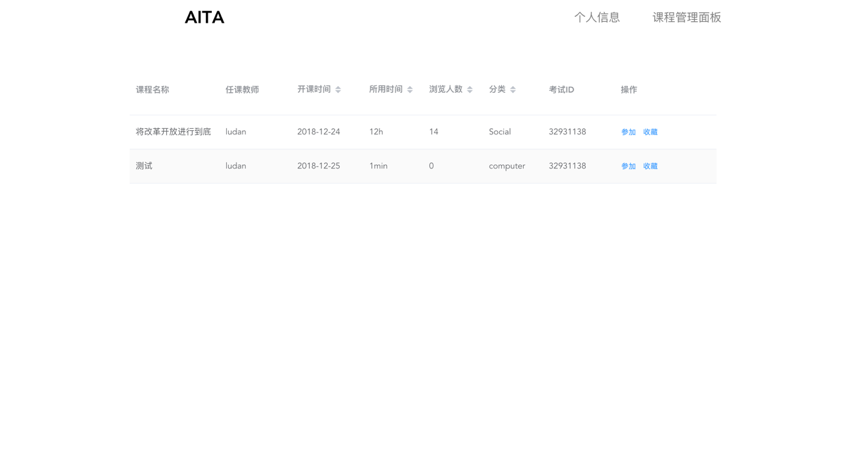 AITA 个人信息 课程管理面板
课程名称 任课教师 开课时间 所用时间 浏览人数 分类 考试ID 操作
将改革开放进行到底 ludan 2018-12-24 12h 14 Social 32931138 参加 收藏
测试 ludan 2018-12-25 1min 0 computer 32931138 参加 收藏